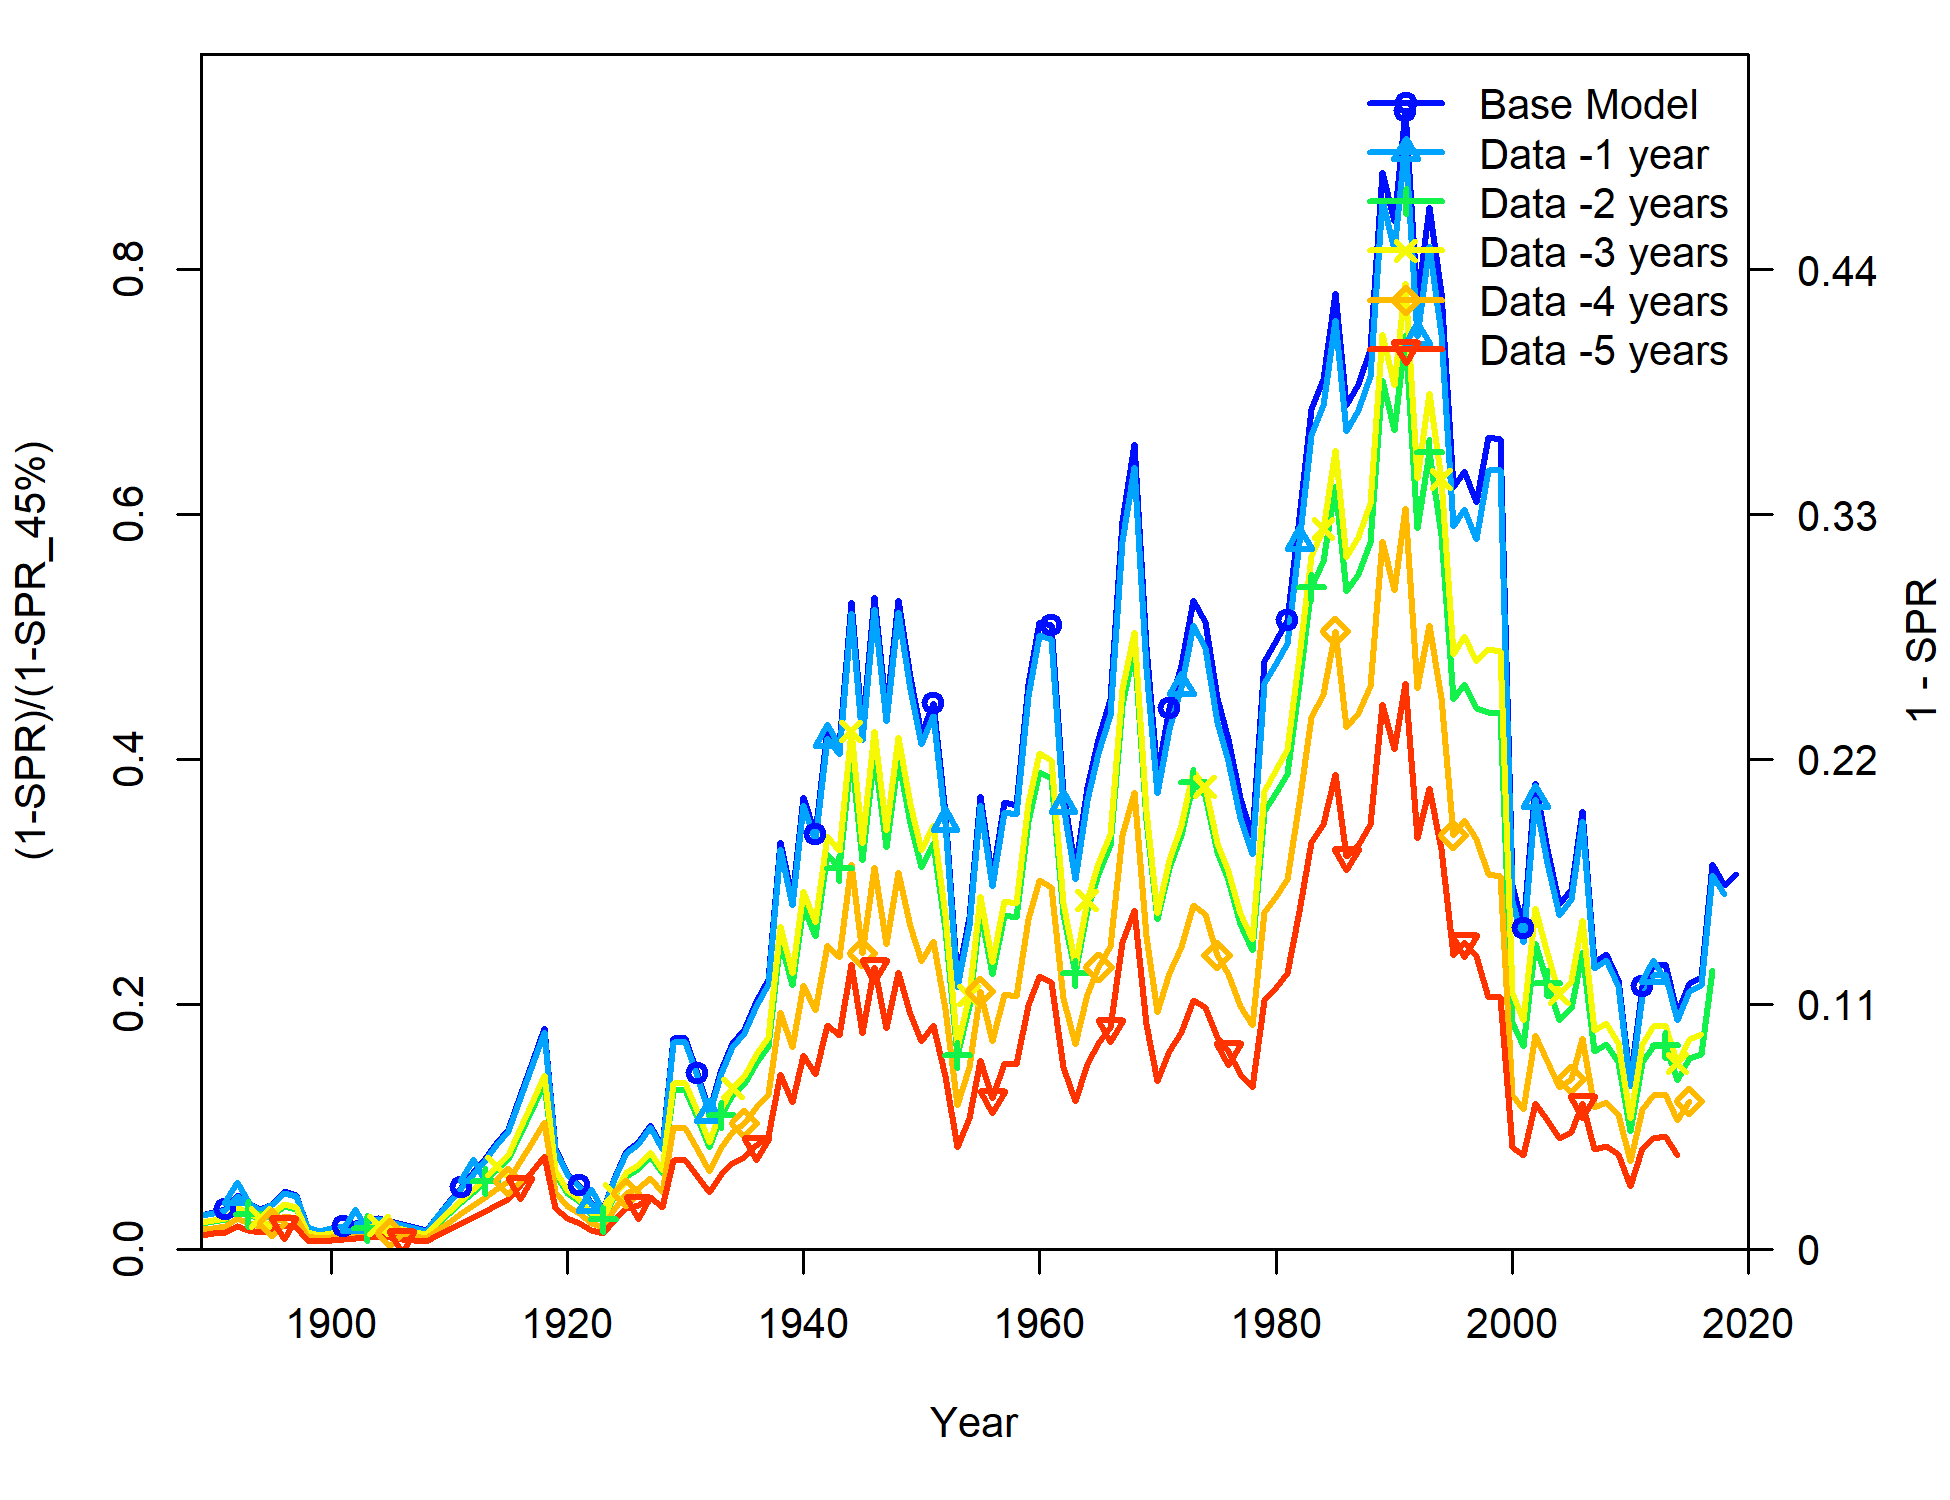 Base Model
Data -1 year
Data -2 years
Data -3 years
Data -4 years
Data -5 years
(1-SPR)/(1-SPR_45%)
0.8
0.6
0.4
0.2
0.0
0.44
0.33
0.22
0.11
0
1 - SPR
1900 1920 1940 1960 1980 2000 2020
Year